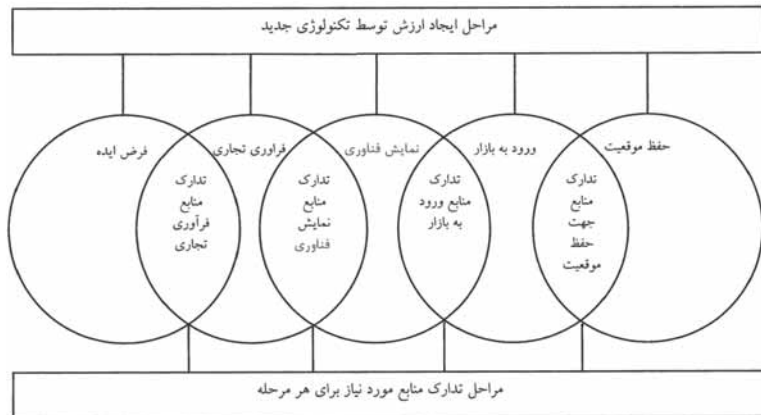 مراحل ایجاد ارزش توسط تکنولوژی جدید
فرض ایده
فراوری تجاری
نمایش فناوری
ورود به بازار
حفظ موقعیت
تدارک
منابع
فرآوری
تجاری
تدارک
منابع
نمایش
فناوری
تدارک
منابع ورود
به بازار
تدارک
منابع
جهت
حفظ
موقعیت
مراحل تدارک منابع مورد نیاز برای هر مرحله